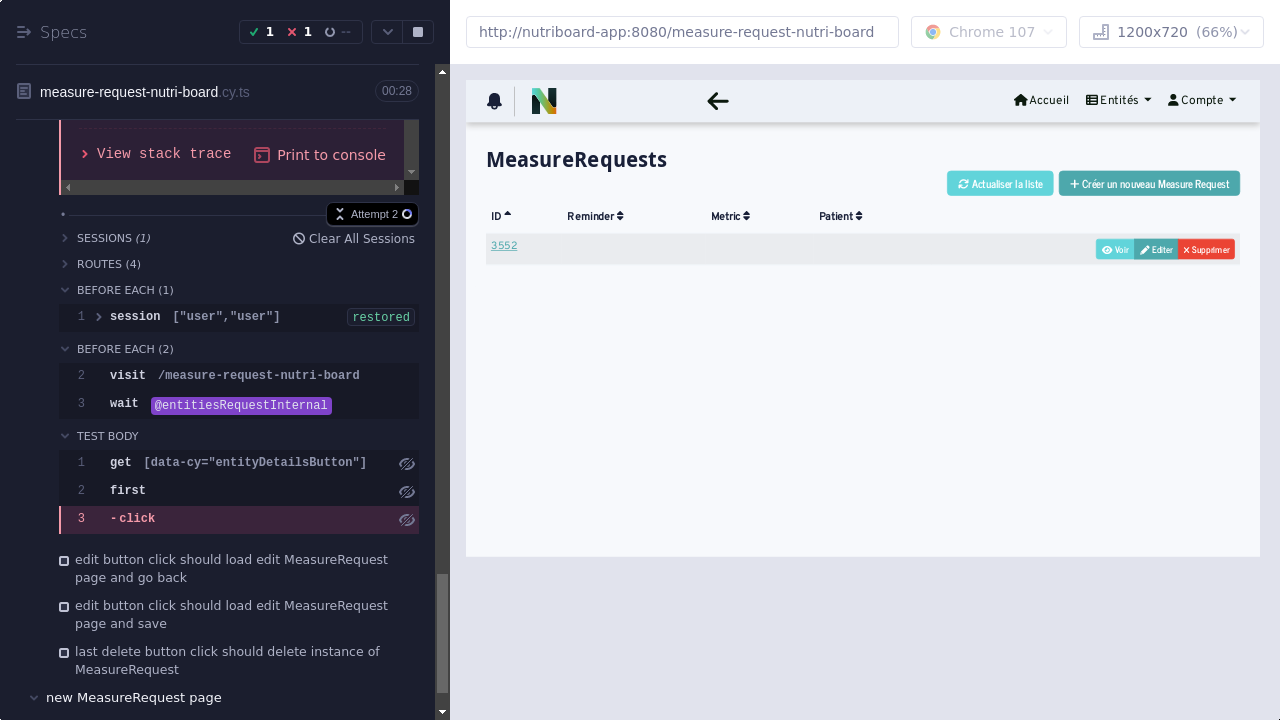 Specs
1
1
--
http://nutriboard-app:8080/measure-request-nutri-board
Chrome 107
1200x720 (66%)
measure-request-nutri-board.cy.ts
00:28
View stack trace
Print to console
Attempt 2
SESSIONS (1)
Clear All Sessions
ROUTES (4)
BEFORE EACH (1)
1 session ["user","user"] restored
BEFORE EACH (2)
2 visit /measure-request-nutri-board
3 wait @entitiesRequestInternal
TEST BODY
1 get [data-cy="entityDetailsButton"]
2 first
3 -click
edit button click should load edit MeasureRequest
page and go back
edit button click should load edit MeasureRequest
page and save
last delete button click should delete instance of
MeasureRequest
new MeasureRequest page
Accueil
Entités
Compte
MeasureRequests
Actualiser la liste
Créer un nouveau Measure Request
ID
Reminder
Metric
Patient
3552
Voir
Editer
Supprimer